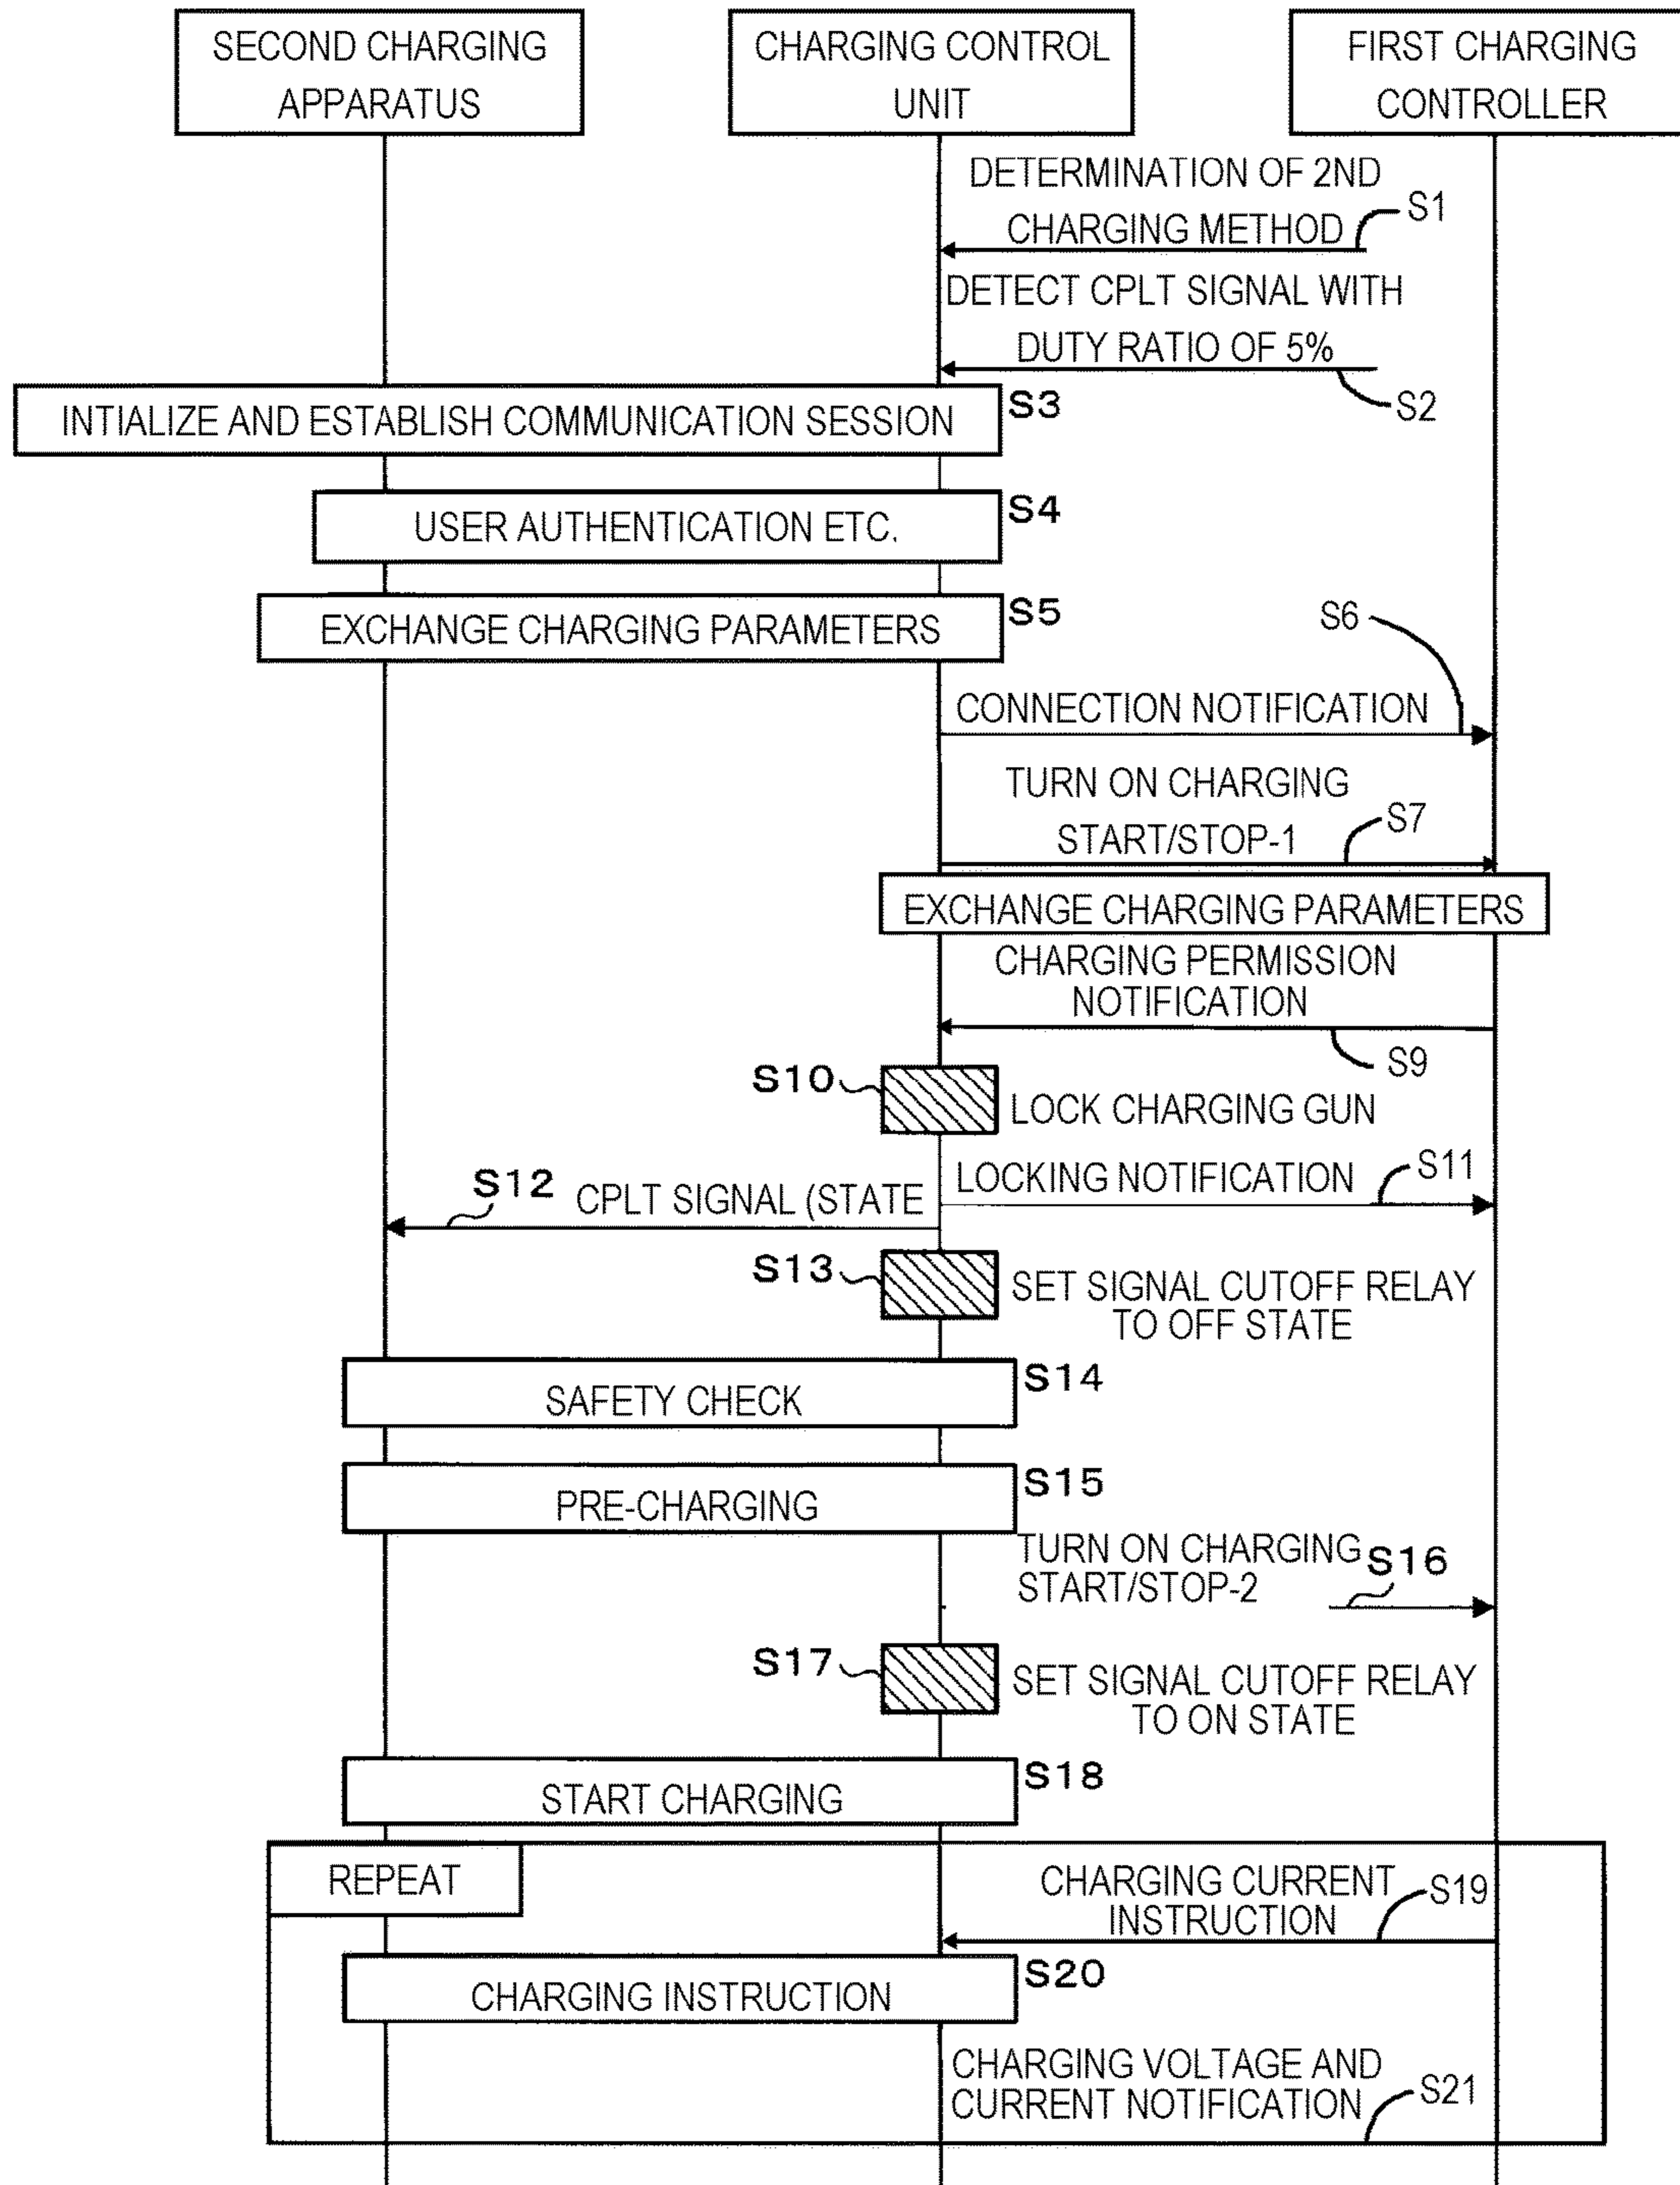 SECOND CHARGING
APPARATUS
CHARGING CONTROL
UNIT
FIRST CHARGING
CONTROLLER
DETERMINATION OF 2ND
CHARGING METHOD
S1
DETECT CPLT SIGNAL WITH
DUTY RATIO OF 5%
S2
INTIALIZE AND ESTABLISH COMMUNICATION SESSION
S3
USER AUTHENTICATION ETC.
S4
EXCHANGE CHARGING PARAMETERS
S5
S6
CONNECTION NOTIFICATION
TURN ON CHARGING
START/STOP-1
S7
EXCHANGE CHARGING PARAMETERS
CHARGING PERMISSION
NOTIFICATION
S9
S10
LOCK CHARGING GUN
LOCKING NOTIFICATION
S11
S12
CPLT SIGNAL (STATE
S13
SET SIGNAL CUTOFF RELAY
TO OFF STATE
SAFETY CHECK
S14
PRE-CHARGING
S15
TURN ON CHARGING
START/STOP-2
S16
S17
SET SIGNAL CUTOFF RELAY
TO ON STATE
START CHARGING
S18
REPEAT
CHARGING CURRENT
INSTRUCTION
S19
CHARGING INSTRUCTION
S20
CHARGING VOLTAGE AND
CURRENT NOTIFICATION
S21